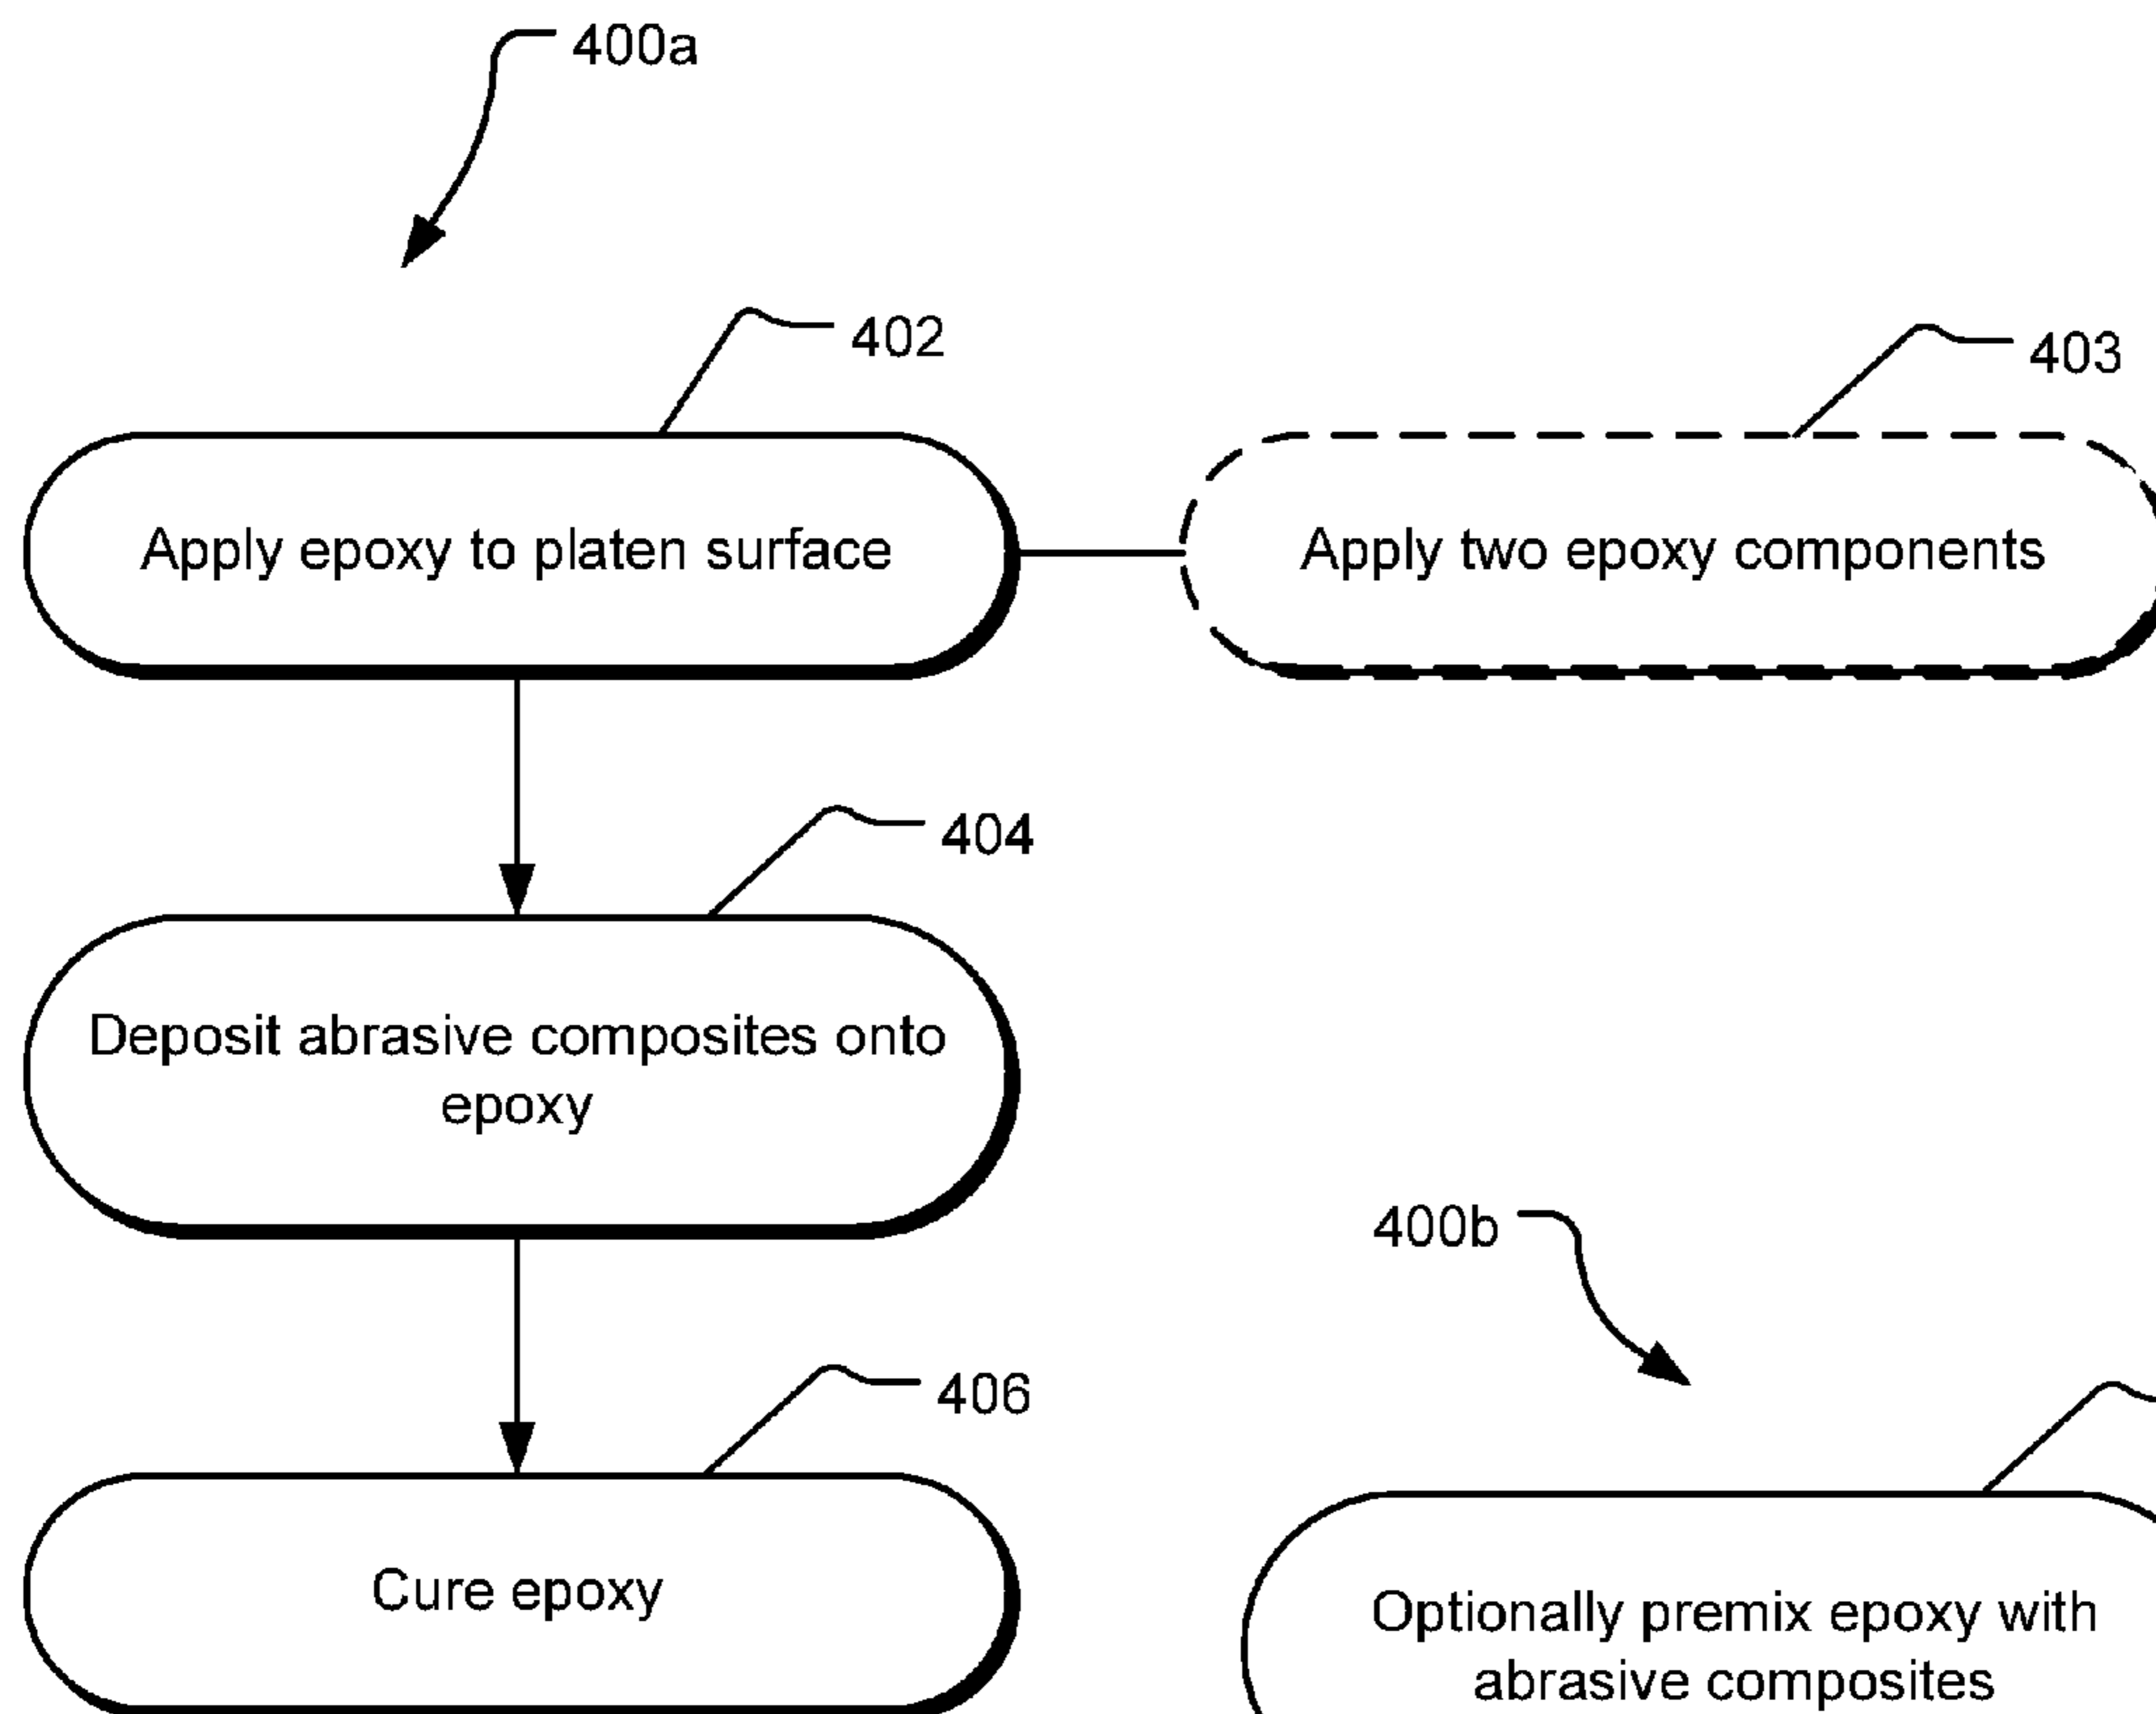 400a
402
403
Apply epoxy to platen surface
Apply two epoxy components
404
Deposit abrasive composites onto
epoxy
400b
406
Cure epoxy
Optionally premix epoxy with
abrasive composites